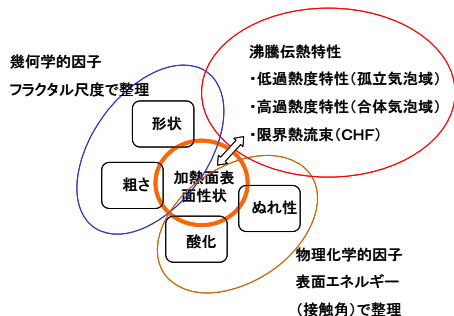 幾何学的因子
フラクタル尺度で整理
沸騰伝熱特性
・低過熱度特性(孤立気泡域)
・高過熱度特性(合体気泡域)
・限界熱流束(CHF)
形状
粗さ
加熱面表
面性状
ぬれ性
酸化
物理化学的因子
表面エネルギー
(接触角)で整理